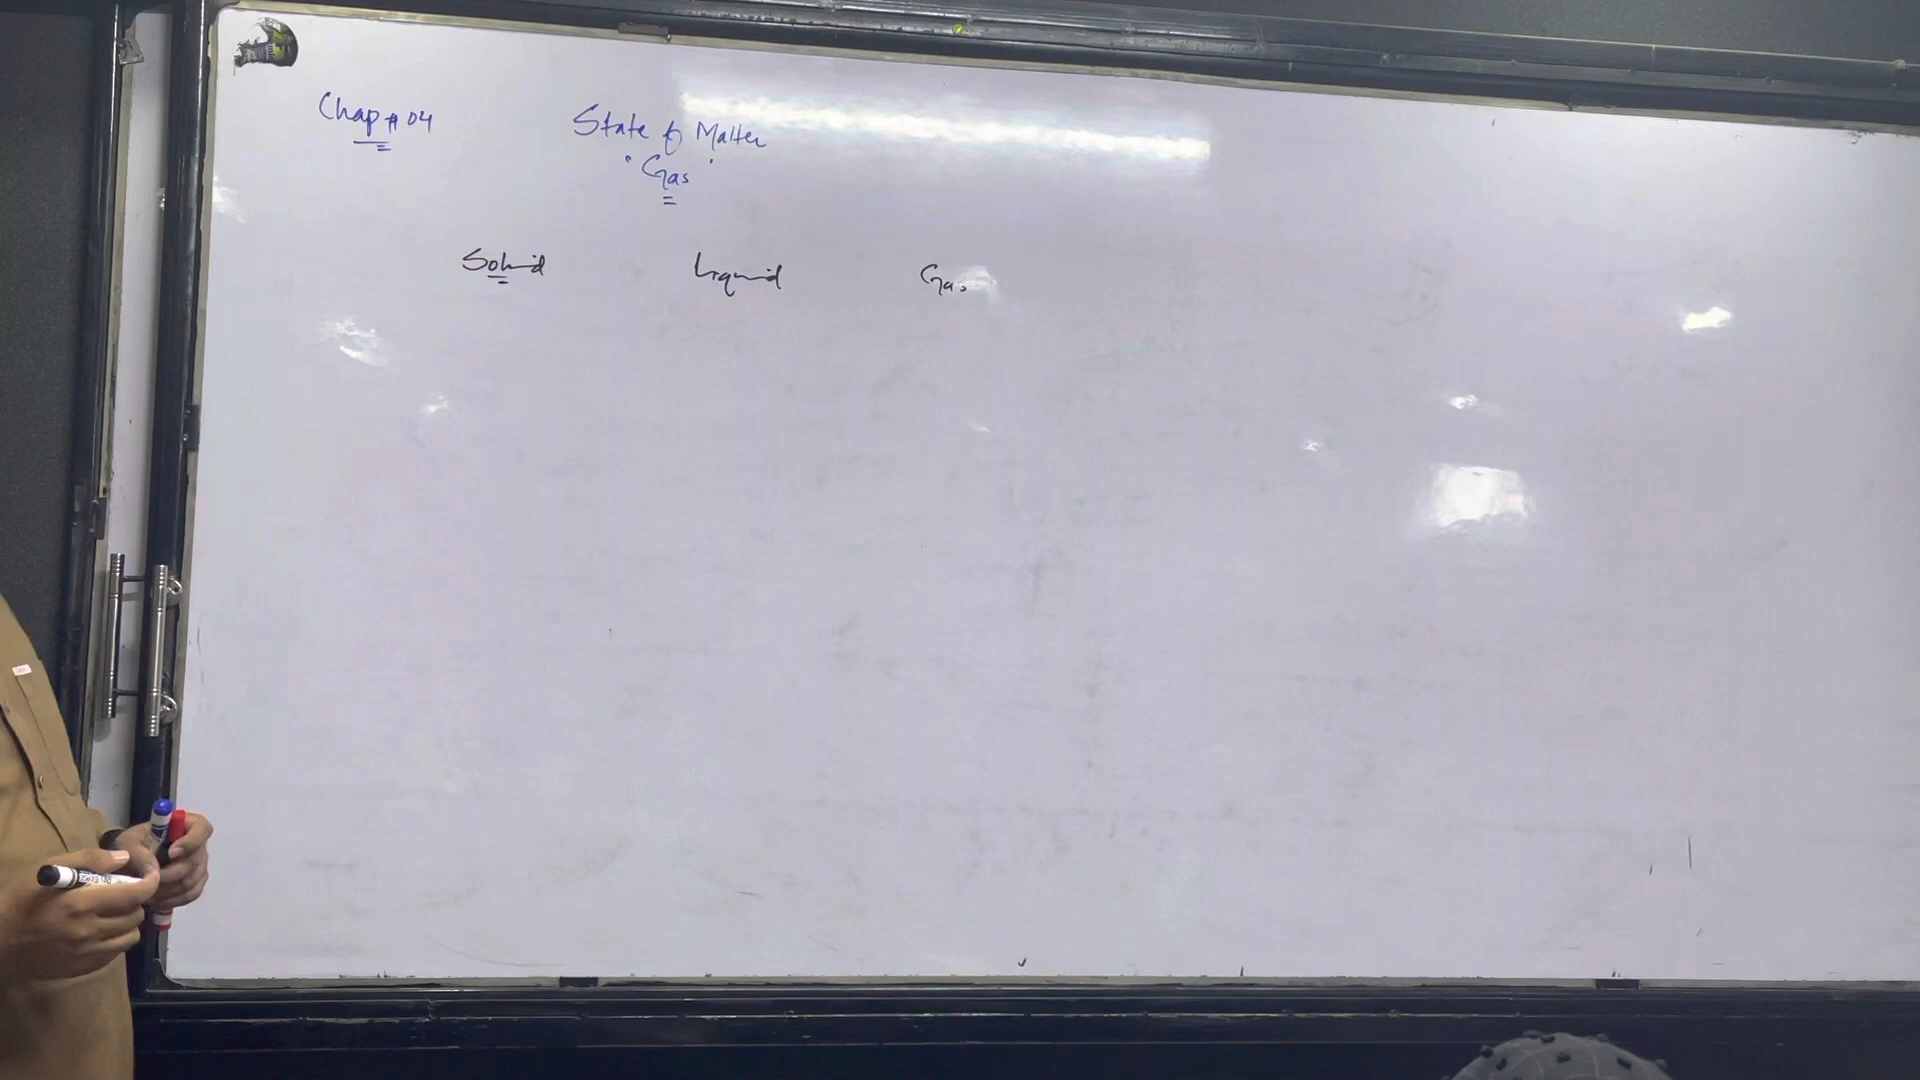 Chap # 04
State of Matter
"Gas"
Solid Liquid Gas